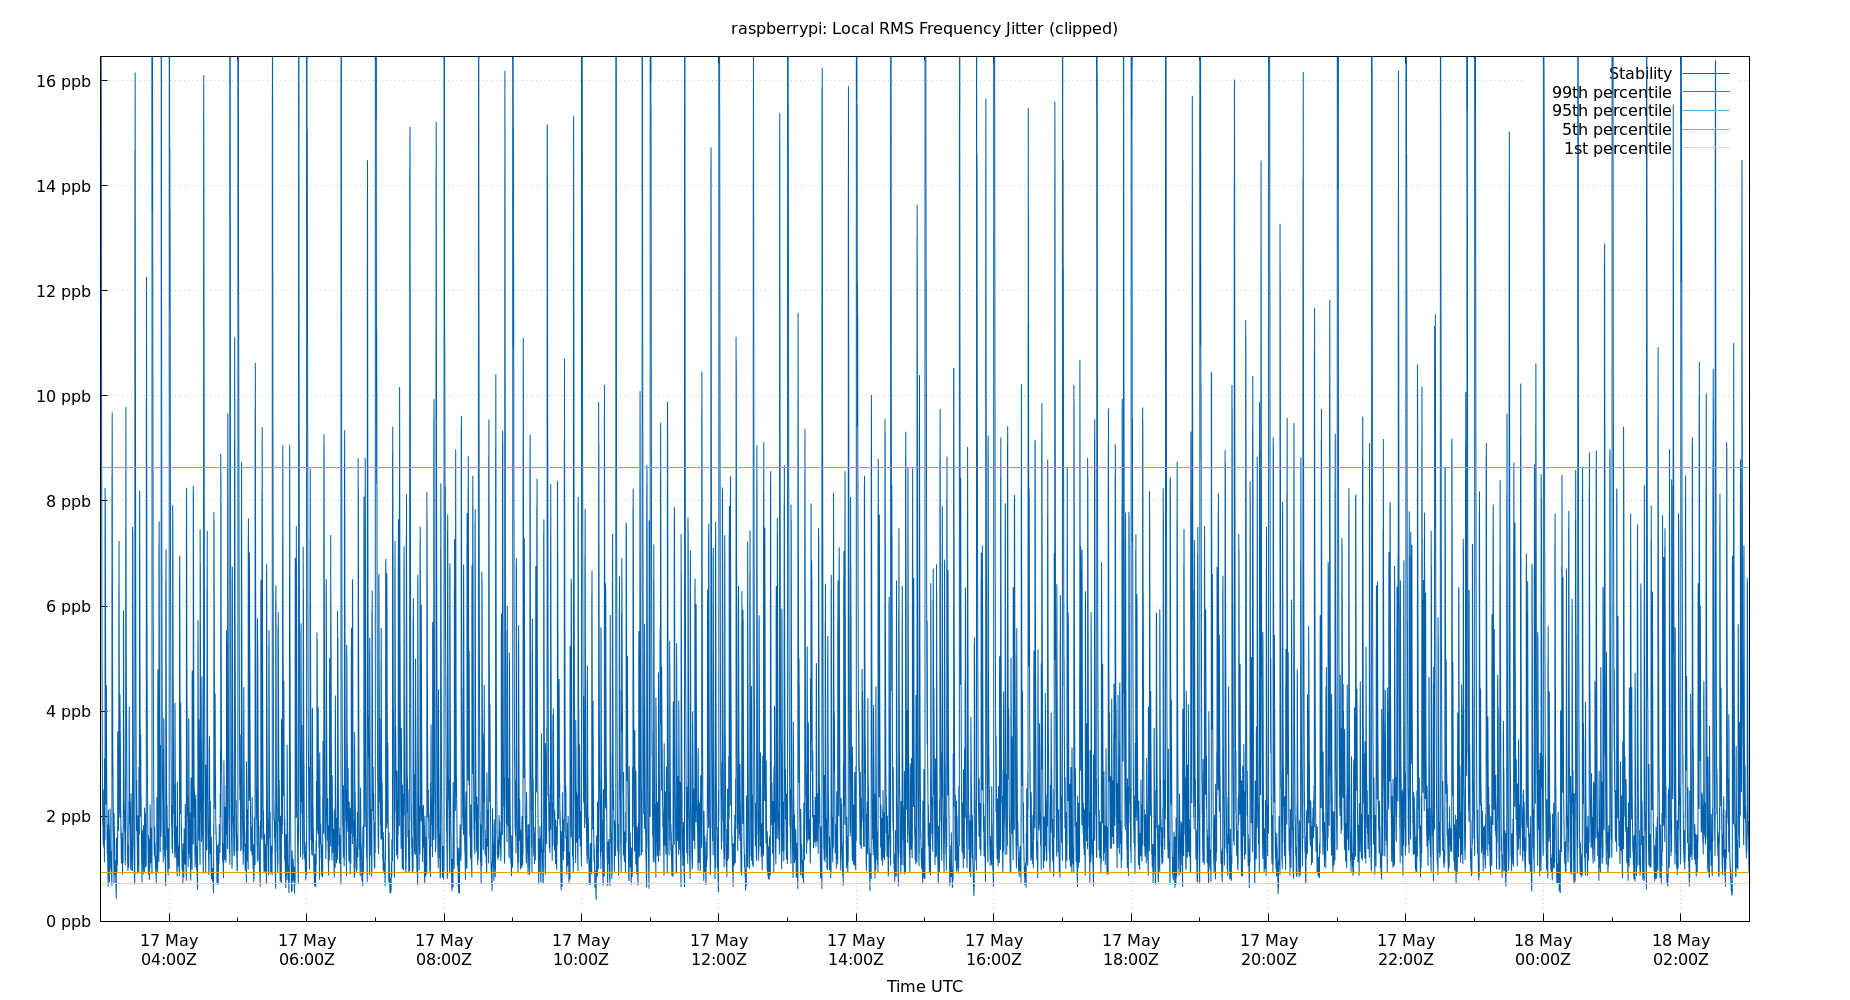 raspberrypi: Local RMS Frequency Jitter (clipped)
16 ppb
14 ppb
12 ppb
10 ppb
8 ppb
6 ppb
4 ppb
2 ppb
0 ppb
Stability
99th percentile
95th percentile
5th percentile
1st percentile
17 May 17 May 17 May 17 May 17 May 17 May 17 May 17 May 17 May 17 May 18 May 18 May
04:00Z 06:00Z 08:00Z 10:00Z 12:00Z 14:00Z 16:00Z 18:00Z 20:00Z 22:00Z 00:00Z 02:00Z
Time UTC